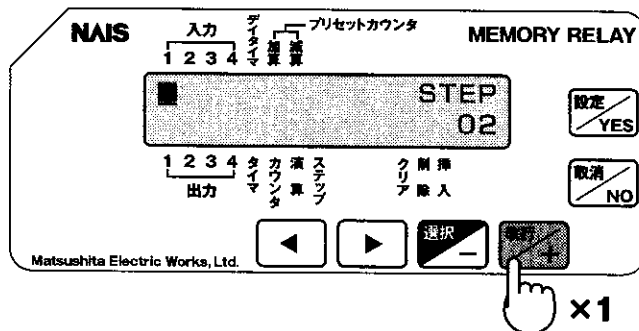 NAIS
入力
1 2 3 4
デイタイマ
加算
減算
プリセットカウンタ
MEMORY RELAY
STEP
02
設定
YES
1 2 3 4
出力
タイマ
カウンタ
演算
ステップ
クリア
削除
挿入
取消
NO
◀
▶
選択
−
+
Matsushita Electric Works, Ltd.
×1